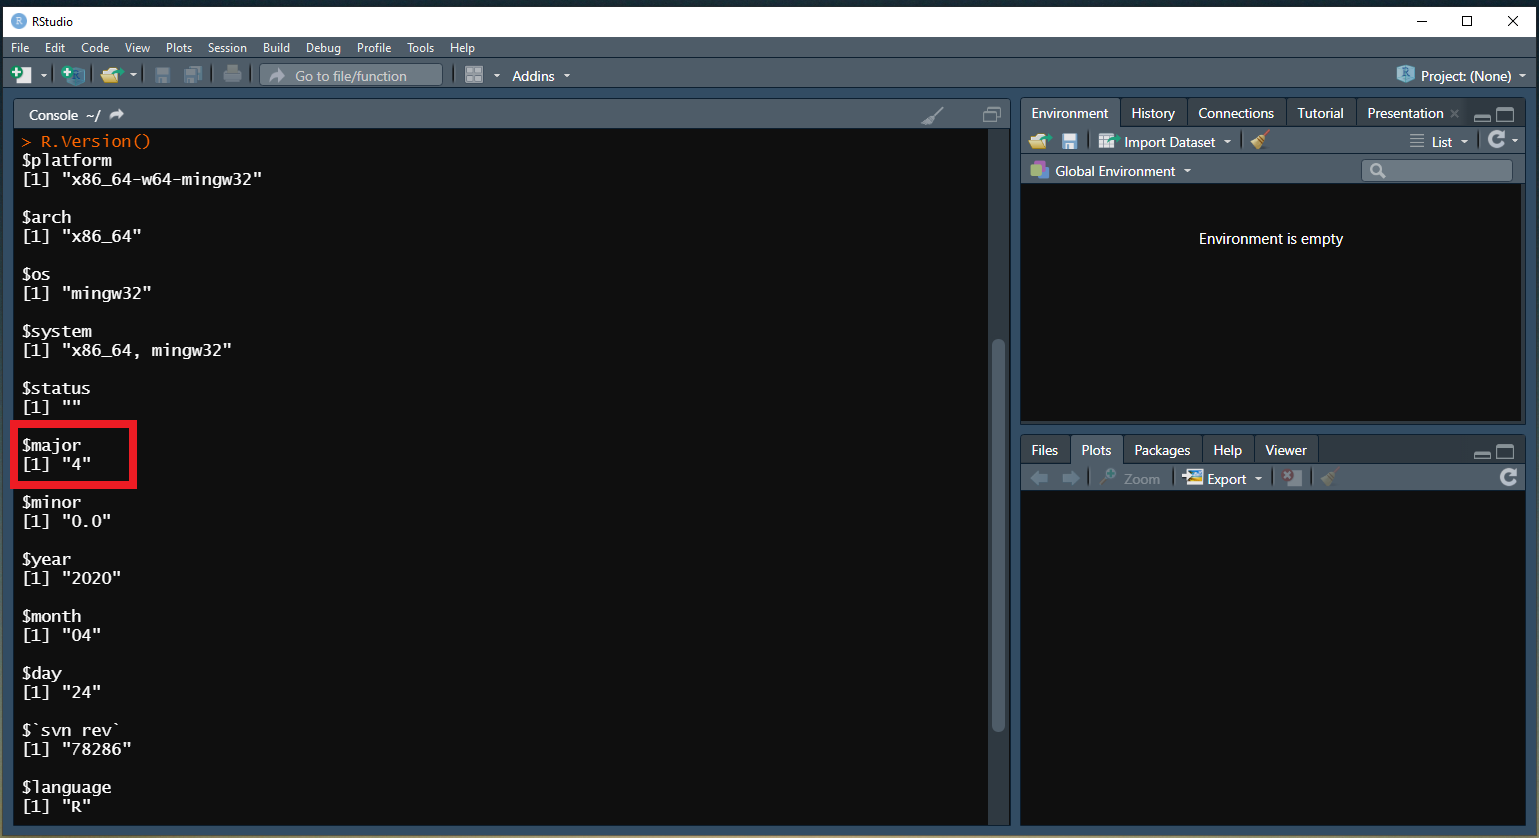 RStudio
File Edit Code View Plots Session Build Debug Profile Tools Help
Go to file/function Addins Project: (None)
Console ~/
> R.Version()
$platform
[1] "x86_64-w64-mingw32"
$arch
[1] "x86_64"
$os
[1] "mingw32"
$system
[1] "x86_64, mingw32"
$status
[1] ""
$major
[1] "4"
$minor
[1] "0.0"
$year
[1] "2020"
$month
[1] "04"
$day
[1] "24"
$`svn rev`
[1] "78286"
$language
[1] "R"
Environment History Connections Tutorial Presentation
Import Dataset List
Global Environment
Environment is empty
Files Plots Packages Help Viewer
Zoom Export